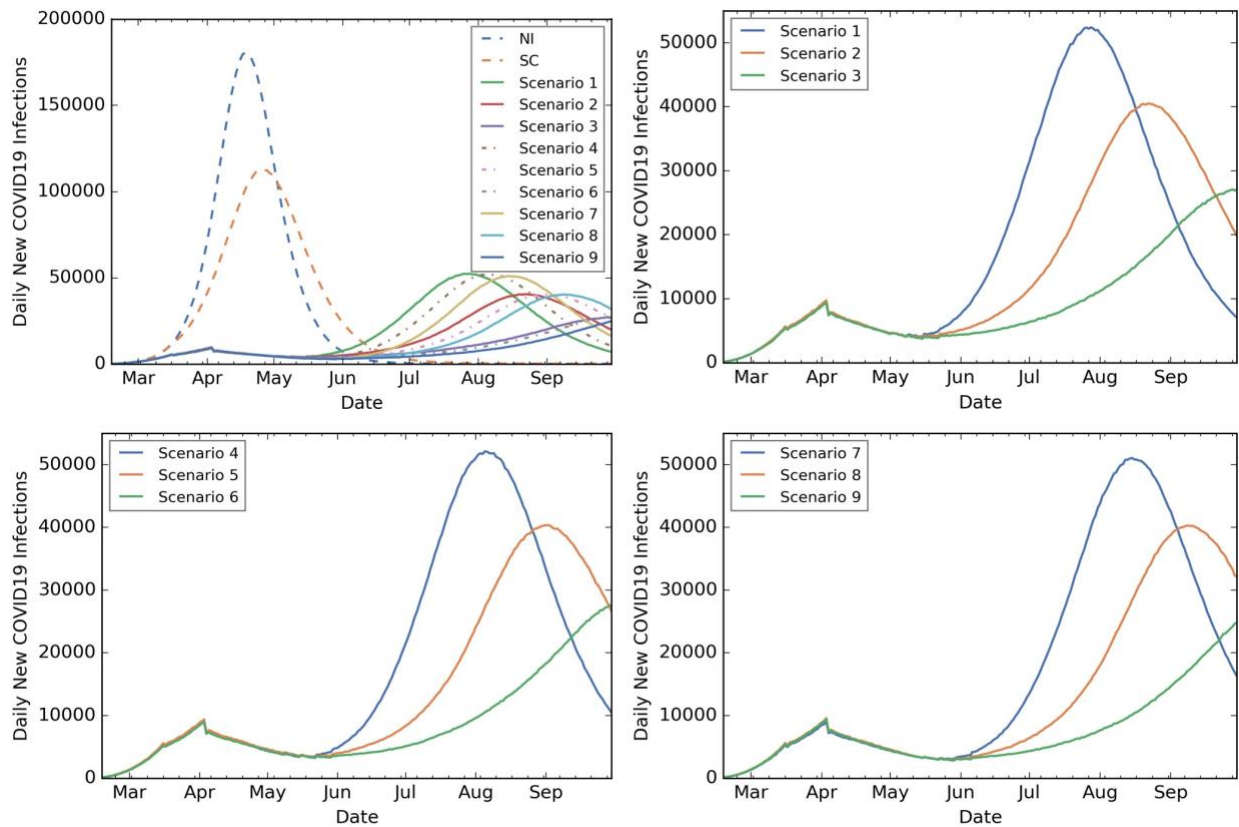 200000
150000
100000
50000
0
Daily New COVID19 Infections
NI
SC
Scenario 1
Scenario 2
Scenario 3
Scenario 4
Scenario 5
Scenario 6
Scenario 7
Scenario 8
Scenario 9
Mar Apr May Jun Jul Aug Sep
Date
50000
40000
30000
20000
10000
0
Daily New COVID19 Infections
Scenario 1
Scenario 2
Scenario 3
Mar Apr May Jun Jul Aug Sep
Date
50000
40000
30000
20000
10000
0
Daily New COVID19 Infections
Scenario 4
Scenario 5
Scenario 6
Mar Apr May Jun Jul Aug Sep
Date
50000
40000
30000
20000
10000
0
Daily New COVID19 Infections
Scenario 7
Scenario 8
Scenario 9
Mar Apr May Jun Jul Aug Sep
Date